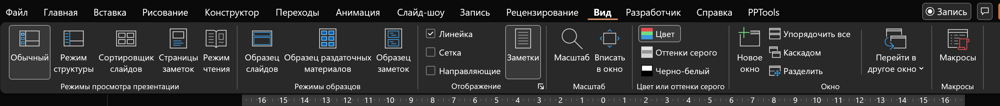 Файл Главная Вставка Рисование Конструктор Переходы Анимация Слайд-шоу Запись Рецензирование Вид Разработчик Справка PPTools Запись
Обычный
Режим структуры
Сортировщик слайдов
Страницы заметок
Режим чтения
Режимы просмотра презентации
Образец слайдов
Образец раздаточных материалов
Образец заметок
Режимы образцов
Линейка
Сетка
Направляющие
Заметки
Отображение
Масштаб
Вписать в окно
Масштаб
Цвет
Оттенки серого
Черно-белый
Цвет или оттенки серого
Новое окно
Упорядочить все
Каскадом
Разделить
Перейти в другое окно
Окно
Макросы
Макросы
16 15 14 13 12 11 10 9 8 7 6 5 4 3 2 1 0 1 2 3 4 5 6 7 8 9 10 11 12 13 14 15 16